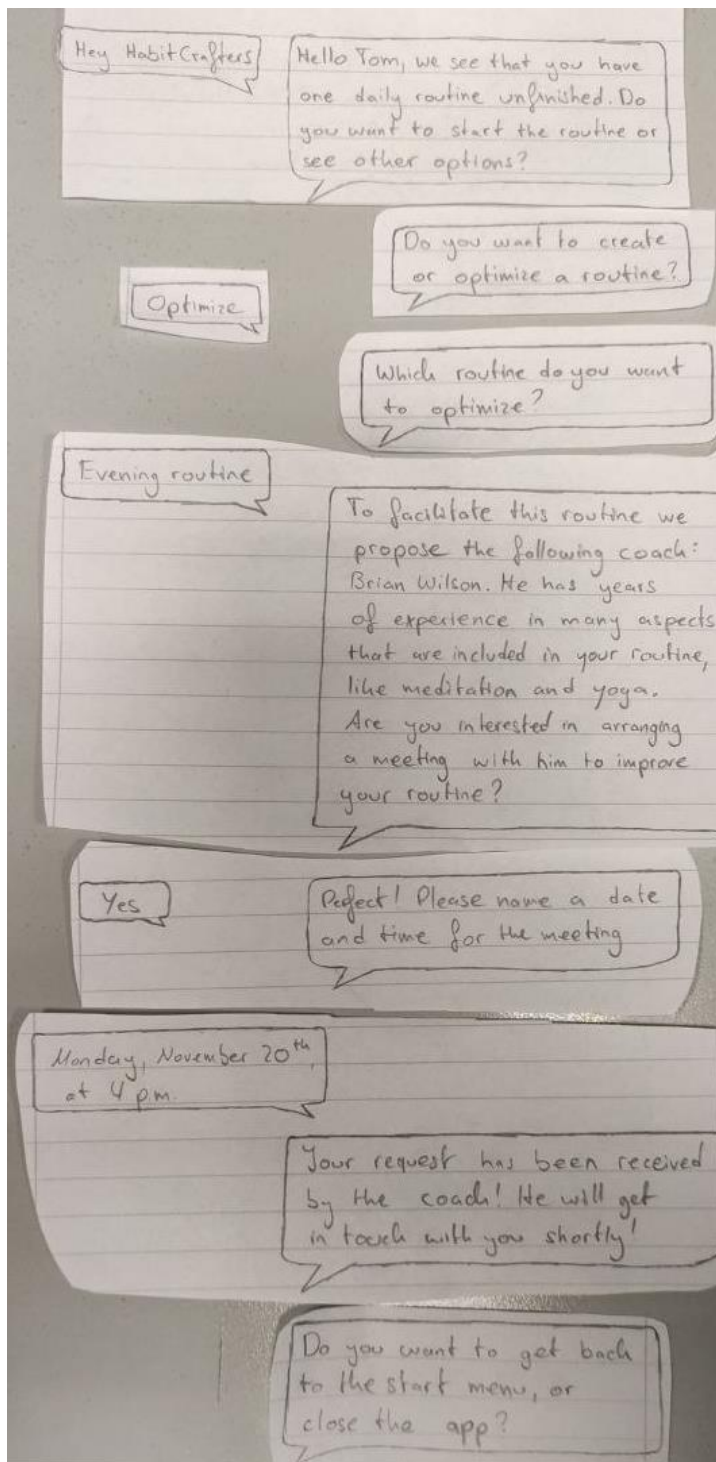 Hey HabitCrafters
Hello Tom, we see that you have
one daily routine unfinished. Do
you want to start the routine or
see other options?
Do you want to create
or optimize a routine?
Optimize
Which routine do you want
to optimize?
Evening routine
To facilitate this routine we
propose the following coach:
Brian Wilson. He has years
of experience in many aspects
that are included in your routine,
like meditation and yoga.
Are you interested in arranging
a meeting with him to improve
your routine?
Yes
Pefect! Please name a date
and time for the meeting
Monday, November 20th,
at 4 pm.
Your request has been received
by the coach! He will get
in touch with you shortly!
Do you want to get back
to the start menu, or
close the app?